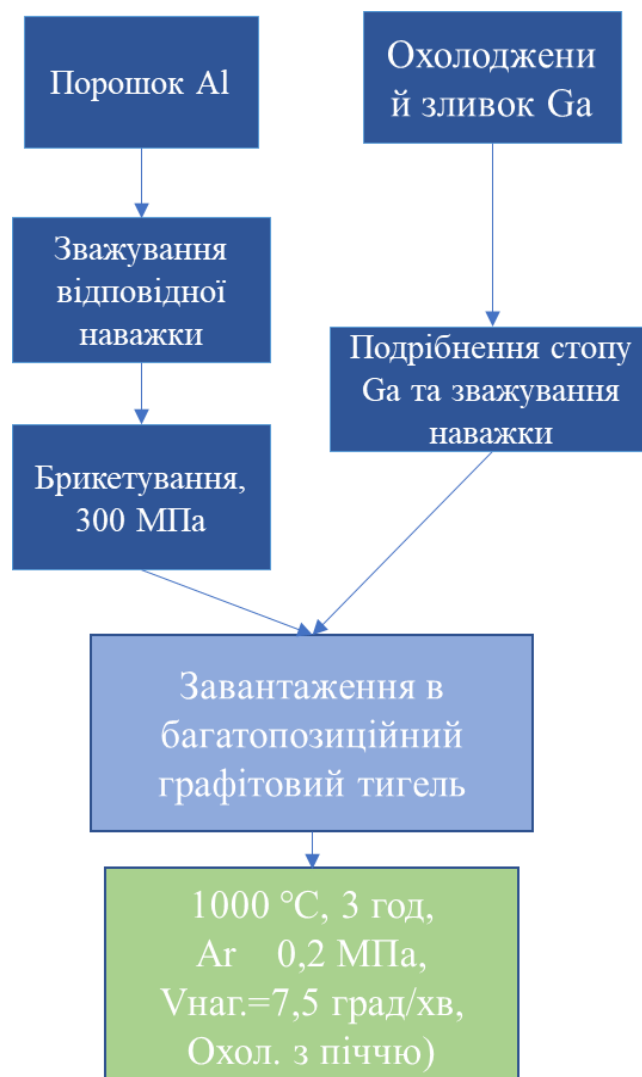 Порошок Al
Охолоджени
й зливок Ga
Зважування
відповідної
наважки
Подрібнення стопу
Ga та зважування
наважки
Брикетування,
300 МПа
Завантаження в
багатопозиційний
графітовий тигель
1000 °C, 3 год,
Ar 0,2 МПа,
Vнаг.=7,5 град/хв,
Охол. з піччю)